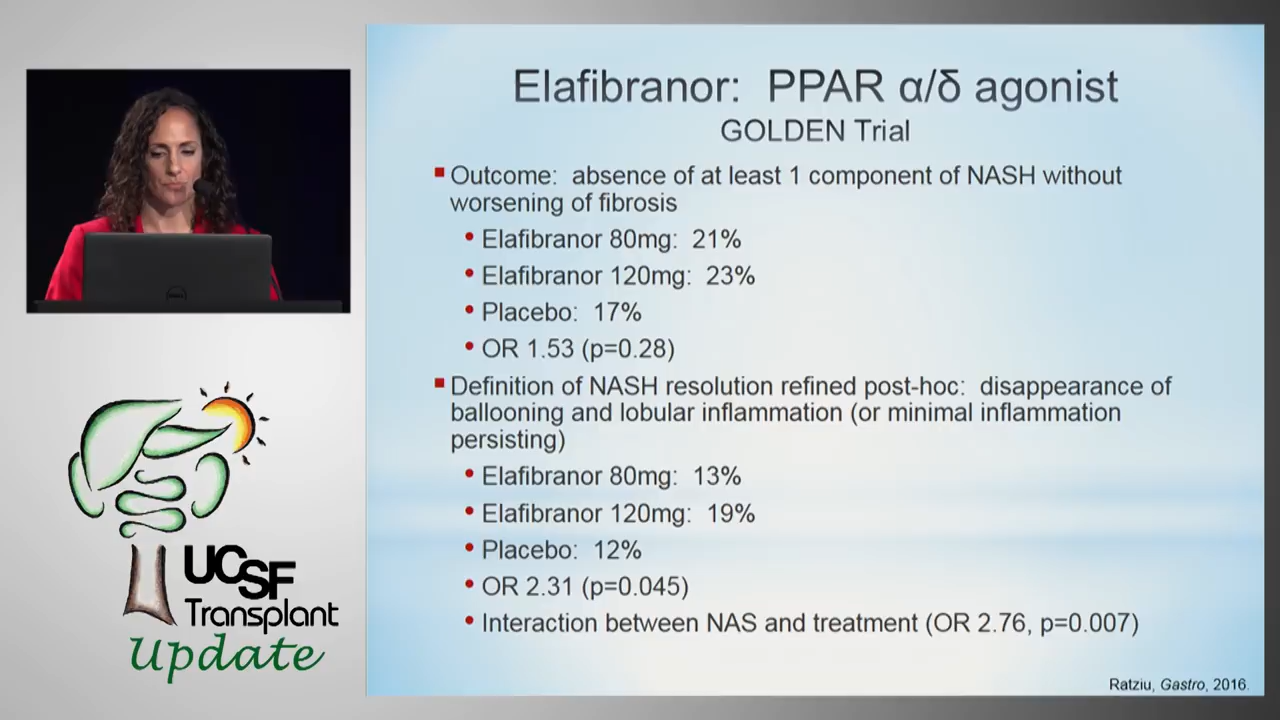 Elafibranor: PPAR α/δ agonist
GOLDEN Trial
Outcome: absence of at least 1 component of NASH without
worsening of fibrosis
Elafibranor 80mg: 21%
Elafibranor 120mg: 23%
Placebo: 17%
OR 1.53 (p=0.28)
Definition of NASH resolution refined post-hoc: disappearance of
ballooning and lobular inflammation (or minimal inflammation
persisting)
Elafibranor 80mg: 13%
Elafibranor 120mg: 19%
Placebo: 12%
OR 2.31 (p=0.045)
Interaction between NAS and treatment (OR 2.76, p=0.007)
Ratziu, Gastro, 2016.
UCSF
Transplant
Update
DELL